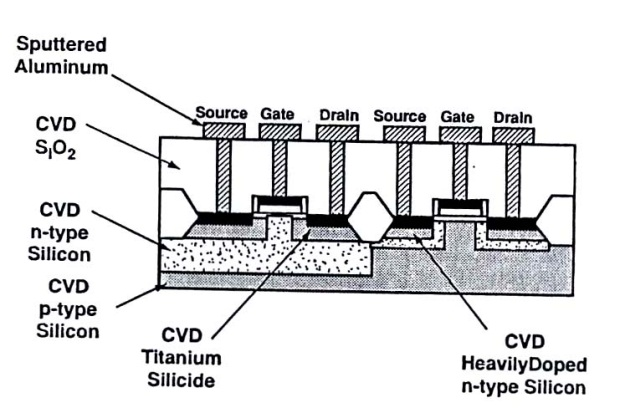 Sputtered
Aluminum
Source Gate Drain Source Gate Drain
CVD
SiO2
CVD
n-type
Silicon
CVD
p-type
Silicon
CVD
Titanium
Silicide
CVD
HeavilyDoped
n-type Silicon